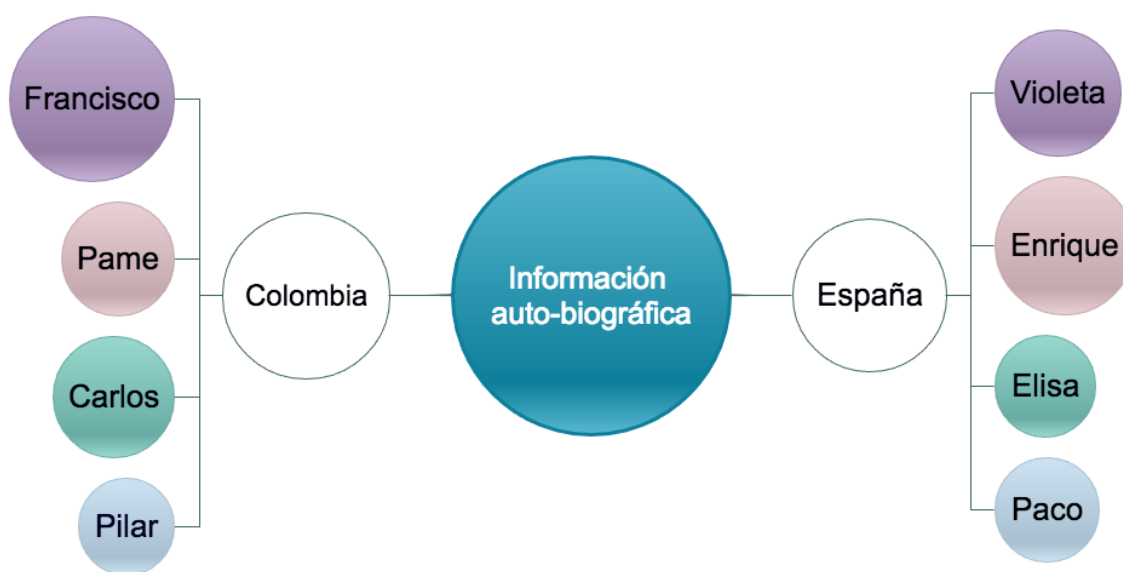 Francisco
Pame
Carlos
Pilar
Colombia
Información
auto-biográfica
España
Violeta
Enrique
Elisa
Paco